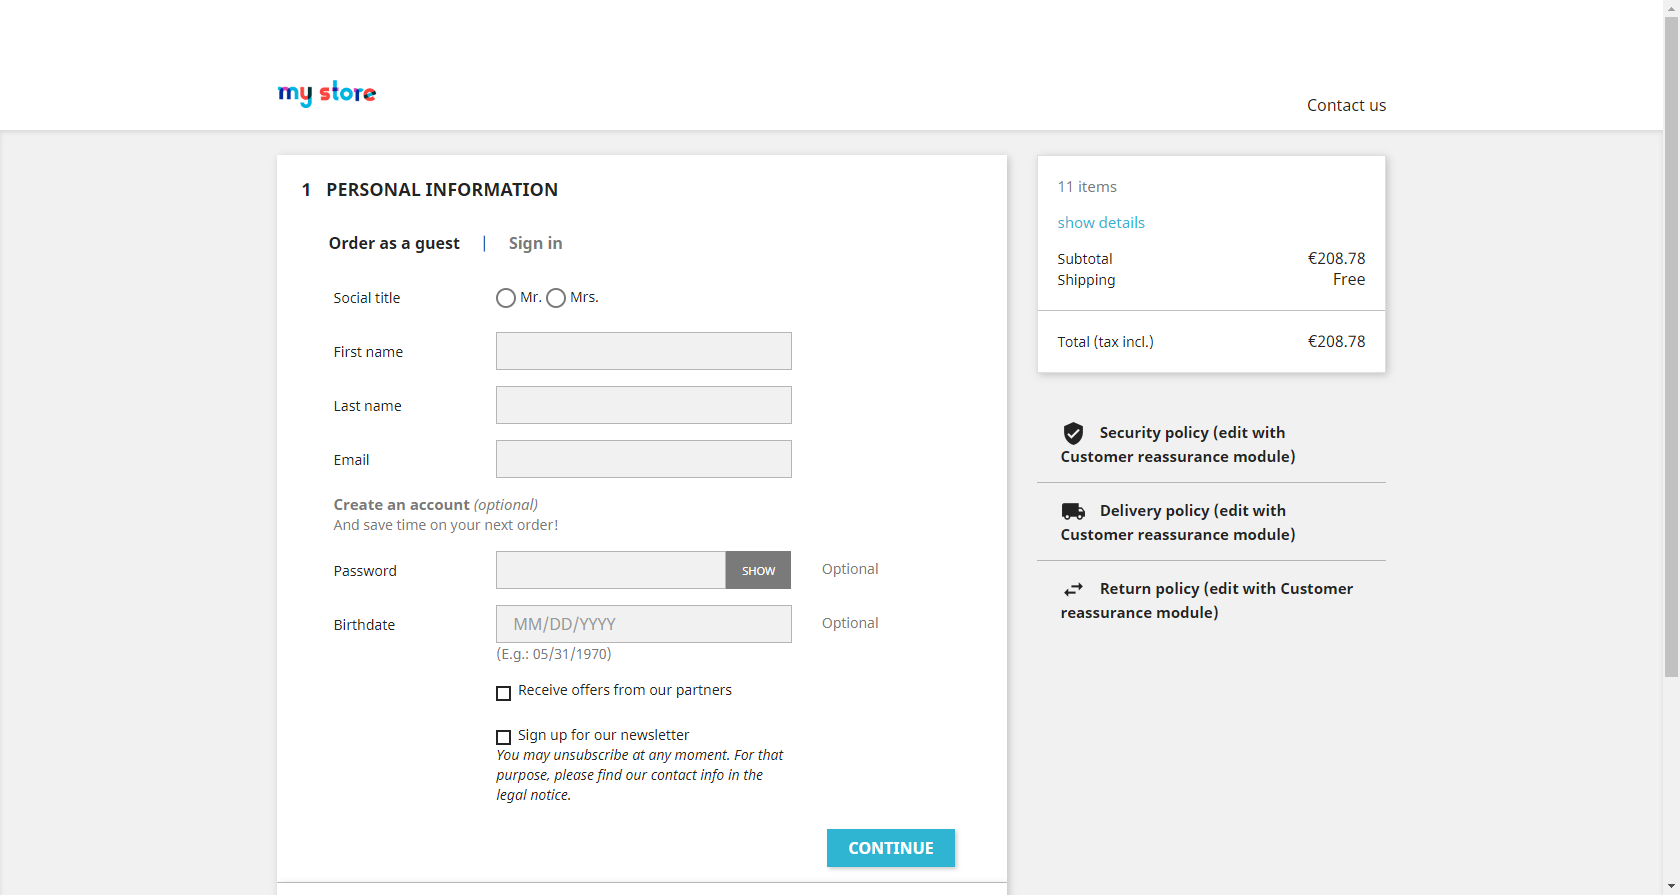 my store
Contact us
1 PERSONAL INFORMATION
Order as a guest | Sign in
Social title
Mr. Mrs.
First name
Last name
Email
Create an account (optional)
And save time on your next order!
Password
SHOW
Optional
Birthdate
MM/DD/YYYY
Optional
(E.g.: 05/31/1970)
Receive offers from our partners
Sign up for our newsletter
You may unsubscribe at any moment. For that
purpose, please find our contact info in the
legal notice.
CONTINUE
11 items
show details
Subtotal €208.78
Shipping Free
Total (tax incl.) €208.78
Security policy (edit with
Customer reassurance module)
Delivery policy (edit with
Customer reassurance module)
Return policy (edit with Customer
reassurance module)